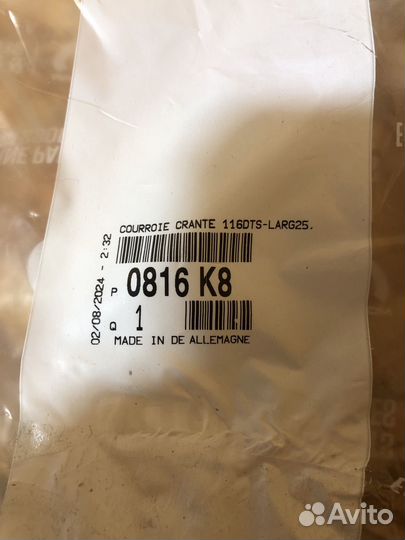 COURROIE CRANTE 116DTS-LARG25.
02/08/2024 - 2:32
P 0816 K8
Q 1
MADE IN DE ALLEMAGNE
Avito